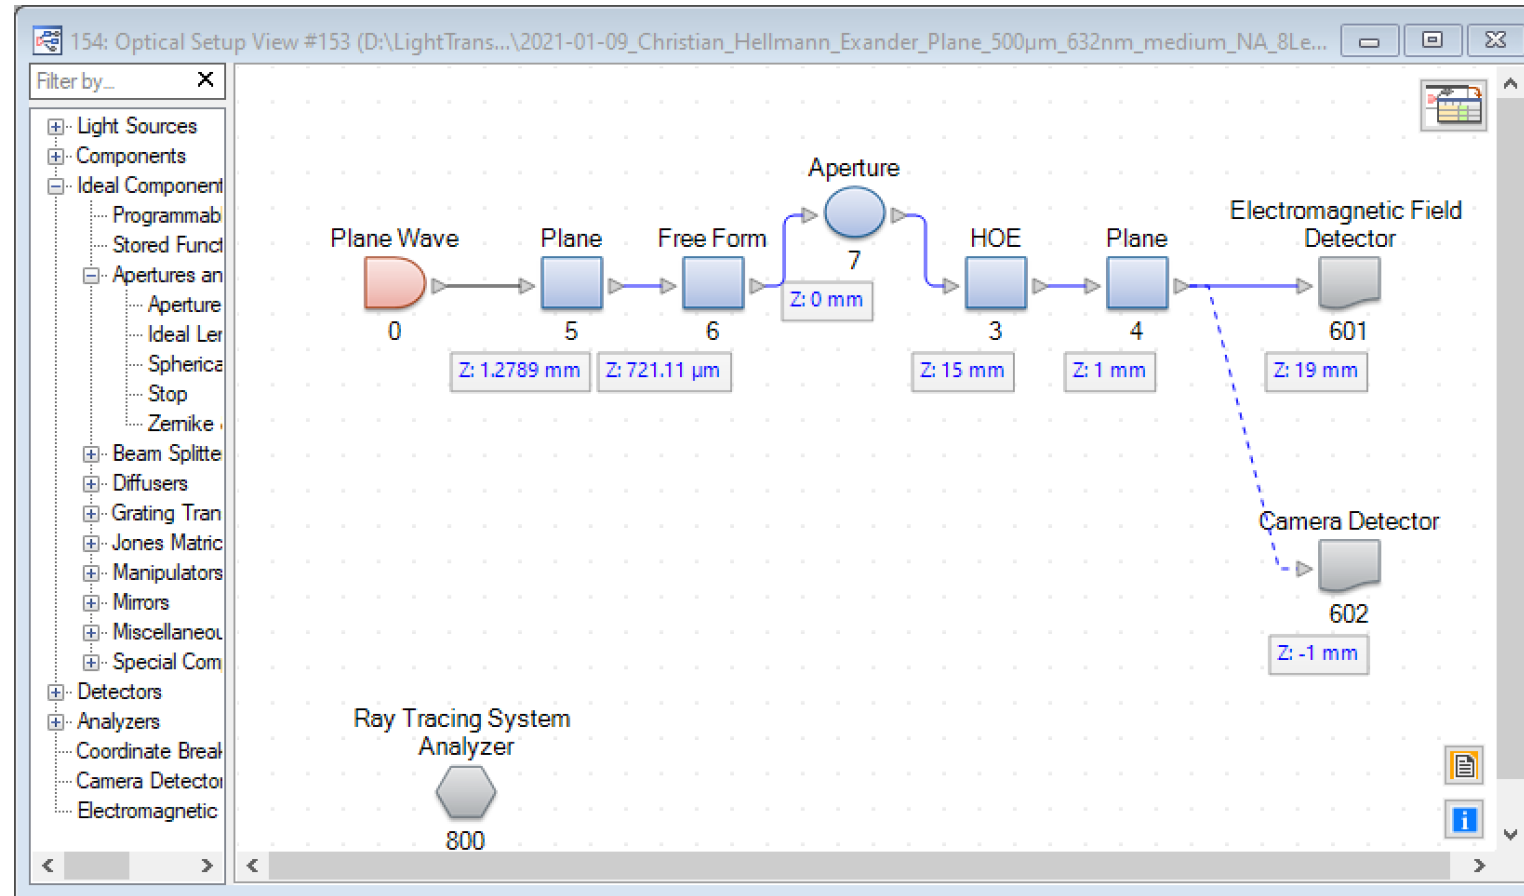 154: Optical Setup View #153 (D:\LightTrans...\2021-01-09_Christian_Hellmann_Exander_Plane_500µm_632nm_medium_NA_8Le...
Filter by...
Light Sources
Components
Ideal Component
Programmab
Stored Funct
Apertures an
Aperture
Ideal Ler
Spherica
Stop
Zernike
Beam Splitte
Diffusers
Grating Tran
Jones Matric
Manipulators
Mirrors
Miscellaneou
Special Com
Detectors
Analyzers
Coordinate Break
Camera Detector
Electromagnetic
Plane Wave
0
Plane
5
Z: 1.2789 mm
Free Form
6
Z: 721.11 µm
Aperture
7
Z: 0 mm
HOE
3
Z: 15 mm
Plane
4
Z: 1 mm
Electromagnetic Field
Detector
601
Z: 19 mm
Camera Detector
602
Z: -1 mm
Ray Tracing System
Analyzer
800